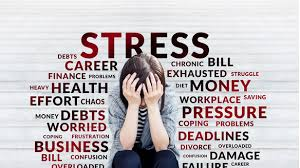 STRESS
DEBTS CHRONIC BILL
CAREER EXHAUSTED STRUGGLE
FINANCE PROBLEMS DIET MONEY
HEAVY HEALTH WORKPLACE SAVING
EFFORT CHAOS PRESSURE
DAMAGE DEBTS COPING PROBLEMS
WORRIED DEADLINES
COPING FRUSTRATION DIVORCE OVERLOADED
BUSINESS CONFUSION DAMAGE
BILL CONFUSION FAILURE CAREER
OVERLOADED